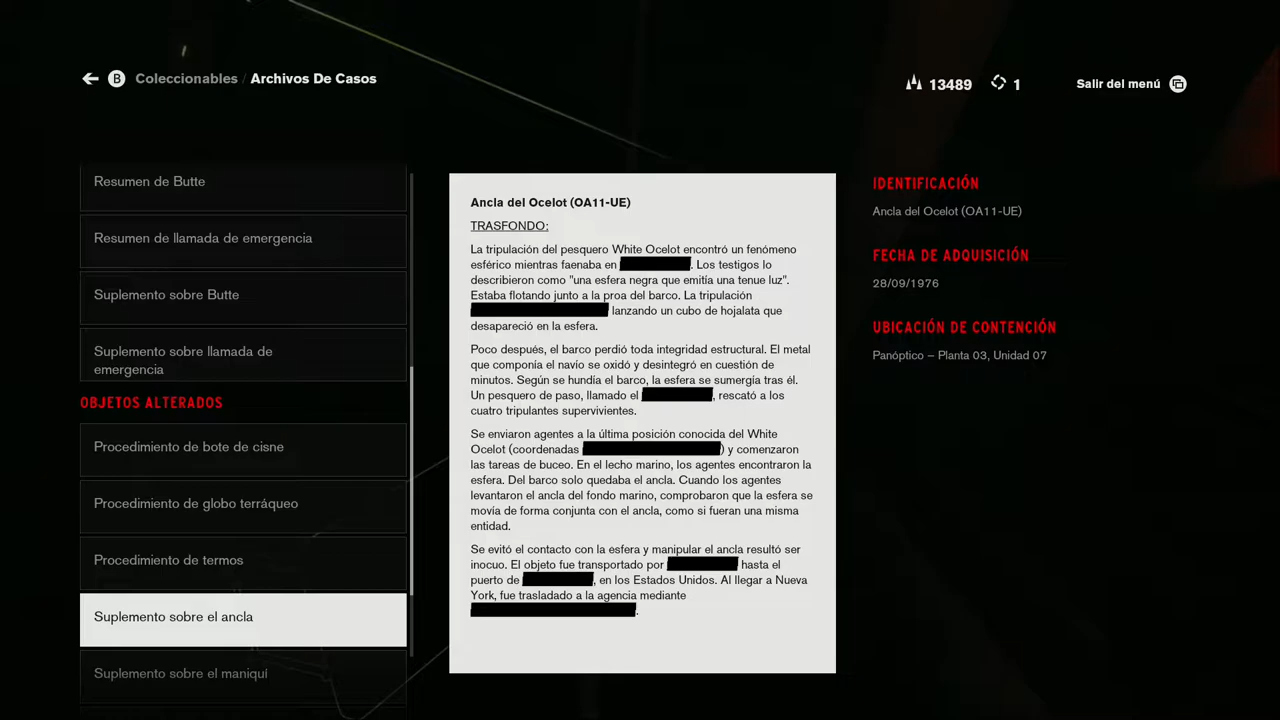 B Coleccionables / Archivos De Casos
13489
1
Salir del menú
Resumen de Butte
Resumen de llamada de emergencia
Suplemento sobre Butte
Suplemento sobre llamada de
emergencia
OBJETOS ALTERADOS
Procedimiento de bote de cisne
Procedimiento de globo terráqueo
Procedimiento de termos
Suplemento sobre el ancla
Suplemento sobre el maniquí
Ancla del Ocelot (OA11-UE)
TRASFONDO:
La tripulación del pesquero White Ocelot encontró un fenómeno
esférico mientras faenaba en . Los testigos lo
describieron como "una esfera negra que emitía una tenue luz".
Estaba flotando junto a la proa del barco. La tripulación
lanzando un cubo de hojalata que
desapareció en la esfera.
Poco después, el barco perdió toda integridad estructural. El metal
que componía el navío se oxidó y desintegró en cuestión de
minutos. Según se hundía el barco, la esfera se sumergía tras él.
Un pesquero de paso, llamado el , rescató a los
cuatro tripulantes supervivientes.
Se enviaron agentes a la última posición conocida del White
Ocelot (coordenadas ) y comenzaron
las tareas de buceo. En el lecho marino, los agentes encontraron la
esfera. Del barco solo quedaba el ancla. Cuando los agentes
levantaron el ancla del fondo marino, comprobaron que la esfera se
movía de forma conjunta con el ancla, como si fueran una misma
entidad.
Se evitó el contacto con la esfera y manipular el ancla resultó ser
inocuo. El objeto fue transportado por hasta el
puerto de , en los Estados Unidos. Al llegar a Nueva
York, fue trasladado a la agencia mediante
.
IDENTIFICACIÓN
Ancla del Ocelot (OA11-UE)
FECHA DE ADQUISICIÓN
28/09/1976
UBICACIÓN DE CONTENCIÓN
Panóptico – Planta 03, Unidad 07